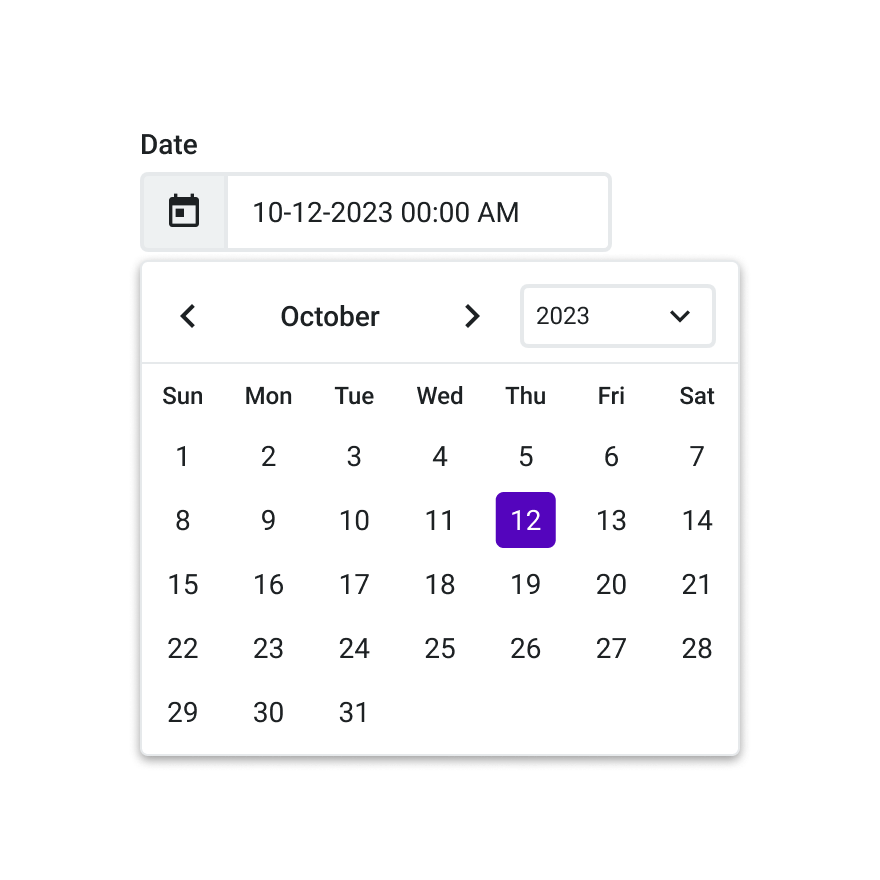 Date
10-12-2023 00:00 AM
October 2023
Sun Mon Tue Wed Thu Fri Sat
1 2 3 4 5 6 7
8 9 10 11 12 13 14
15 16 17 18 19 20 21
22 23 24 25 26 27 28
29 30 31